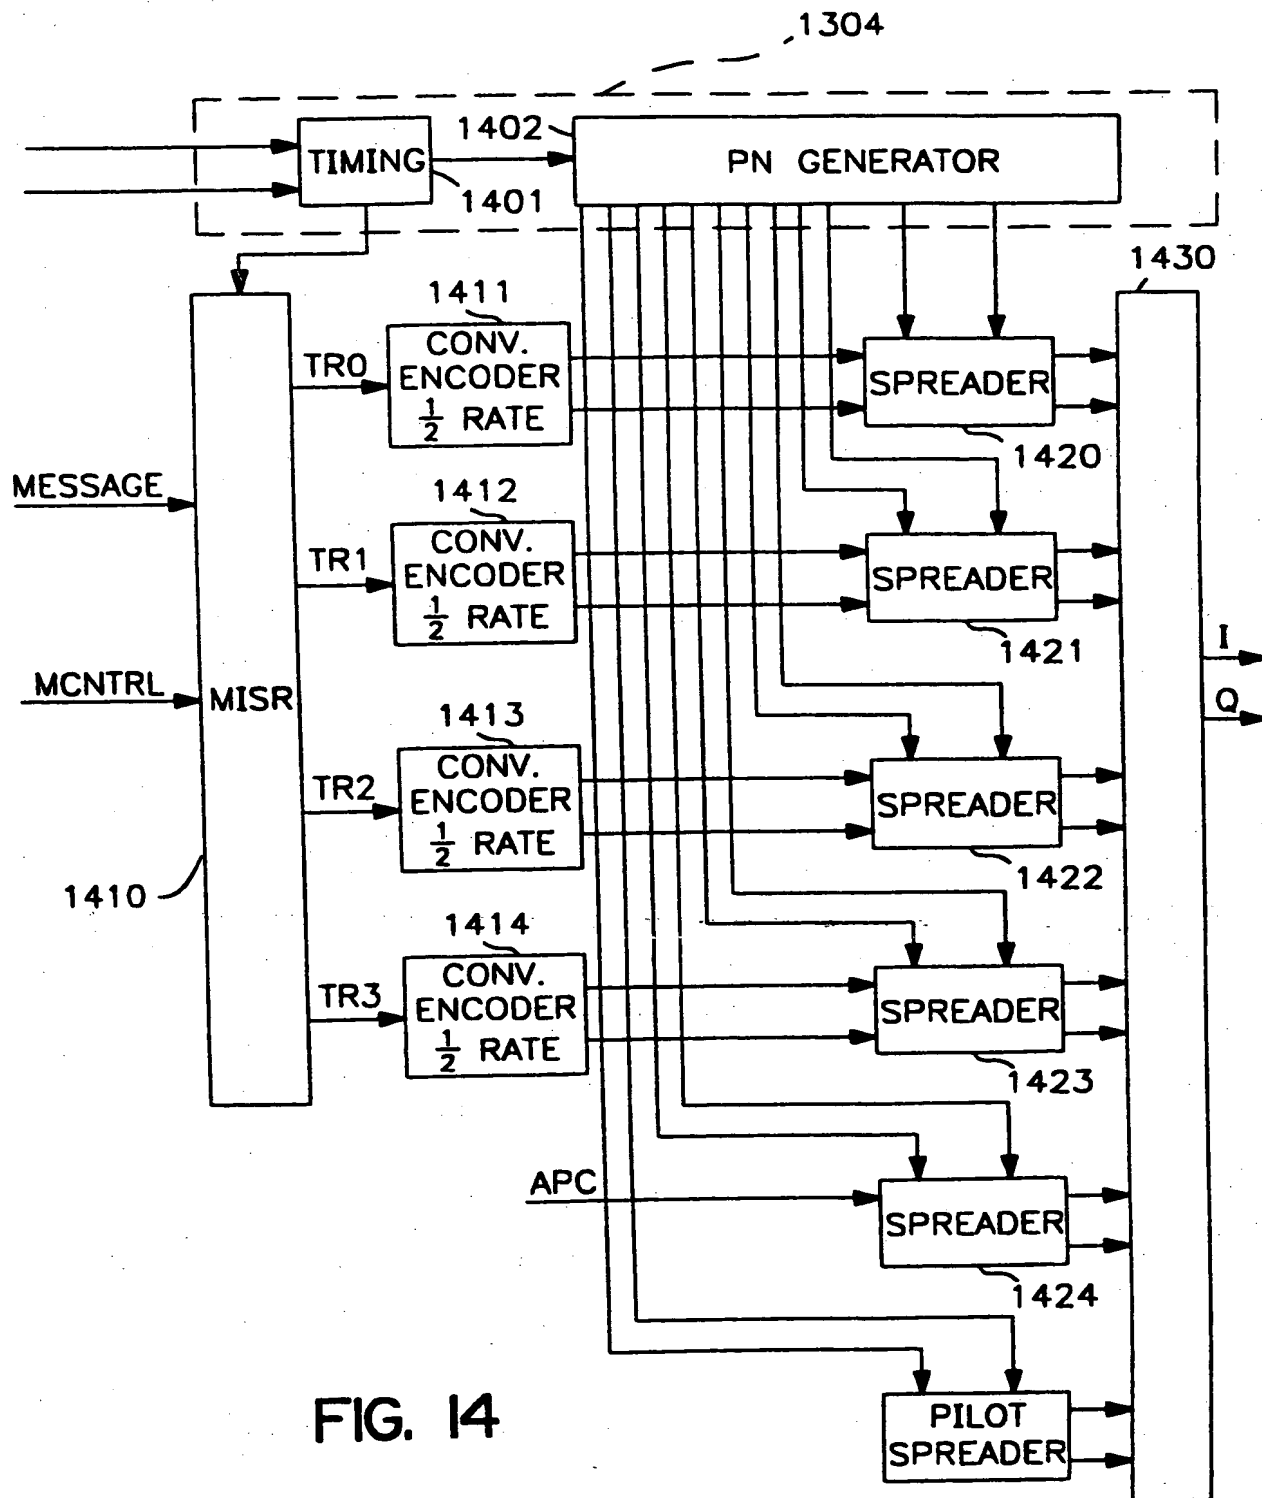 1304
1402
TIMING
PN GENERATOR
1401
1430
1411
CONV.
ENCODER
1/2 RATE
TR0
SPREADER
1420
MESSAGE
1412
CONV.
ENCODER
1/2 RATE
TR1
SPREADER
1421
I
MCNTRL
MISR
Q
1413
CONV.
ENCODER
1/2 RATE
TR2
SPREADER
1422
1410
1414
CONV.
ENCODER
1/2 RATE
TR3
SPREADER
1423
APC
SPREADER
1424
PILOT
SPREADER
FIG. 14